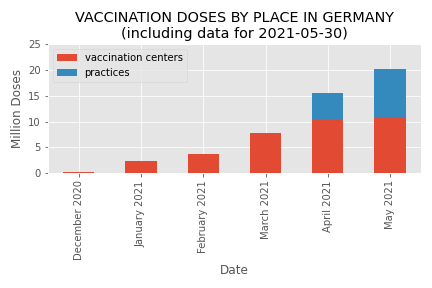 VACCINATION DOSES BY PLACE IN GERMANY
(including data for 2021-05-30)
Million Doses
25
20
15
10
5
0
vaccination centers
practices
December 2020
January 2021
February 2021
March 2021
April 2021
May 2021
Date